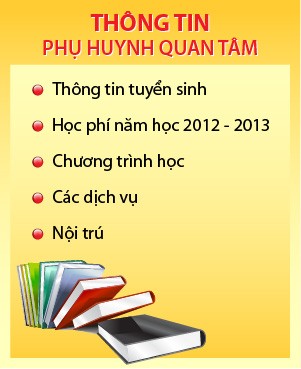 THÔNG TIN
PHỤ HUYNH QUAN TÂM
Thông tin tuyển sinh
Học phí năm học 2012 - 2013
Chương trình học
Các dịch vụ
Nội trú